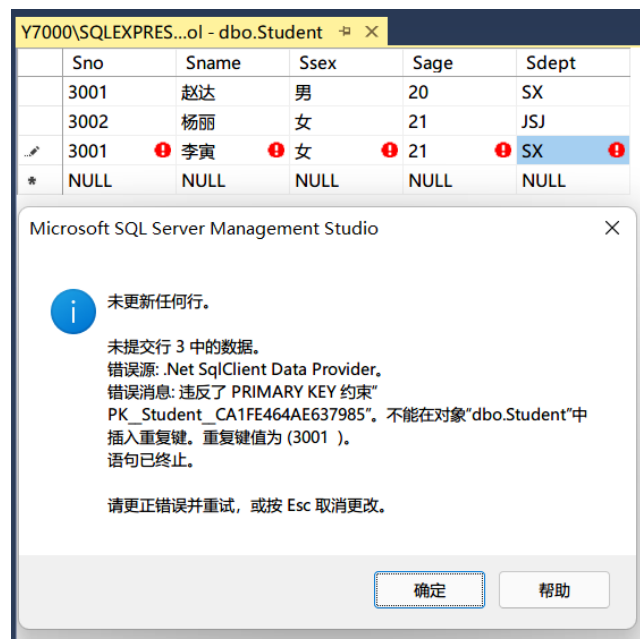 Y7000\SQLEXPRES...ol - dbo.Student
Sno Sname Ssex Sage Sdept
3001 赵达 男 20 SX
3002 杨丽 女 21 JSJ
3001 李寅 女 21 SX
NULL NULL NULL NULL NULL
Microsoft SQL Server Management Studio
未更新任何行。
未提交行 3 中的数据。
错误源: .Net SqlClient Data Provider。
错误消息: 违反了 PRIMARY KEY 约束“
PK__Student__CA1FE464AE637985”。不能在对象“dbo.Student”中
插入重复键。重复键值为 (3001  )。
语句已终止。
请更正错误并重试，或按 Esc 取消更改。
确定 帮助